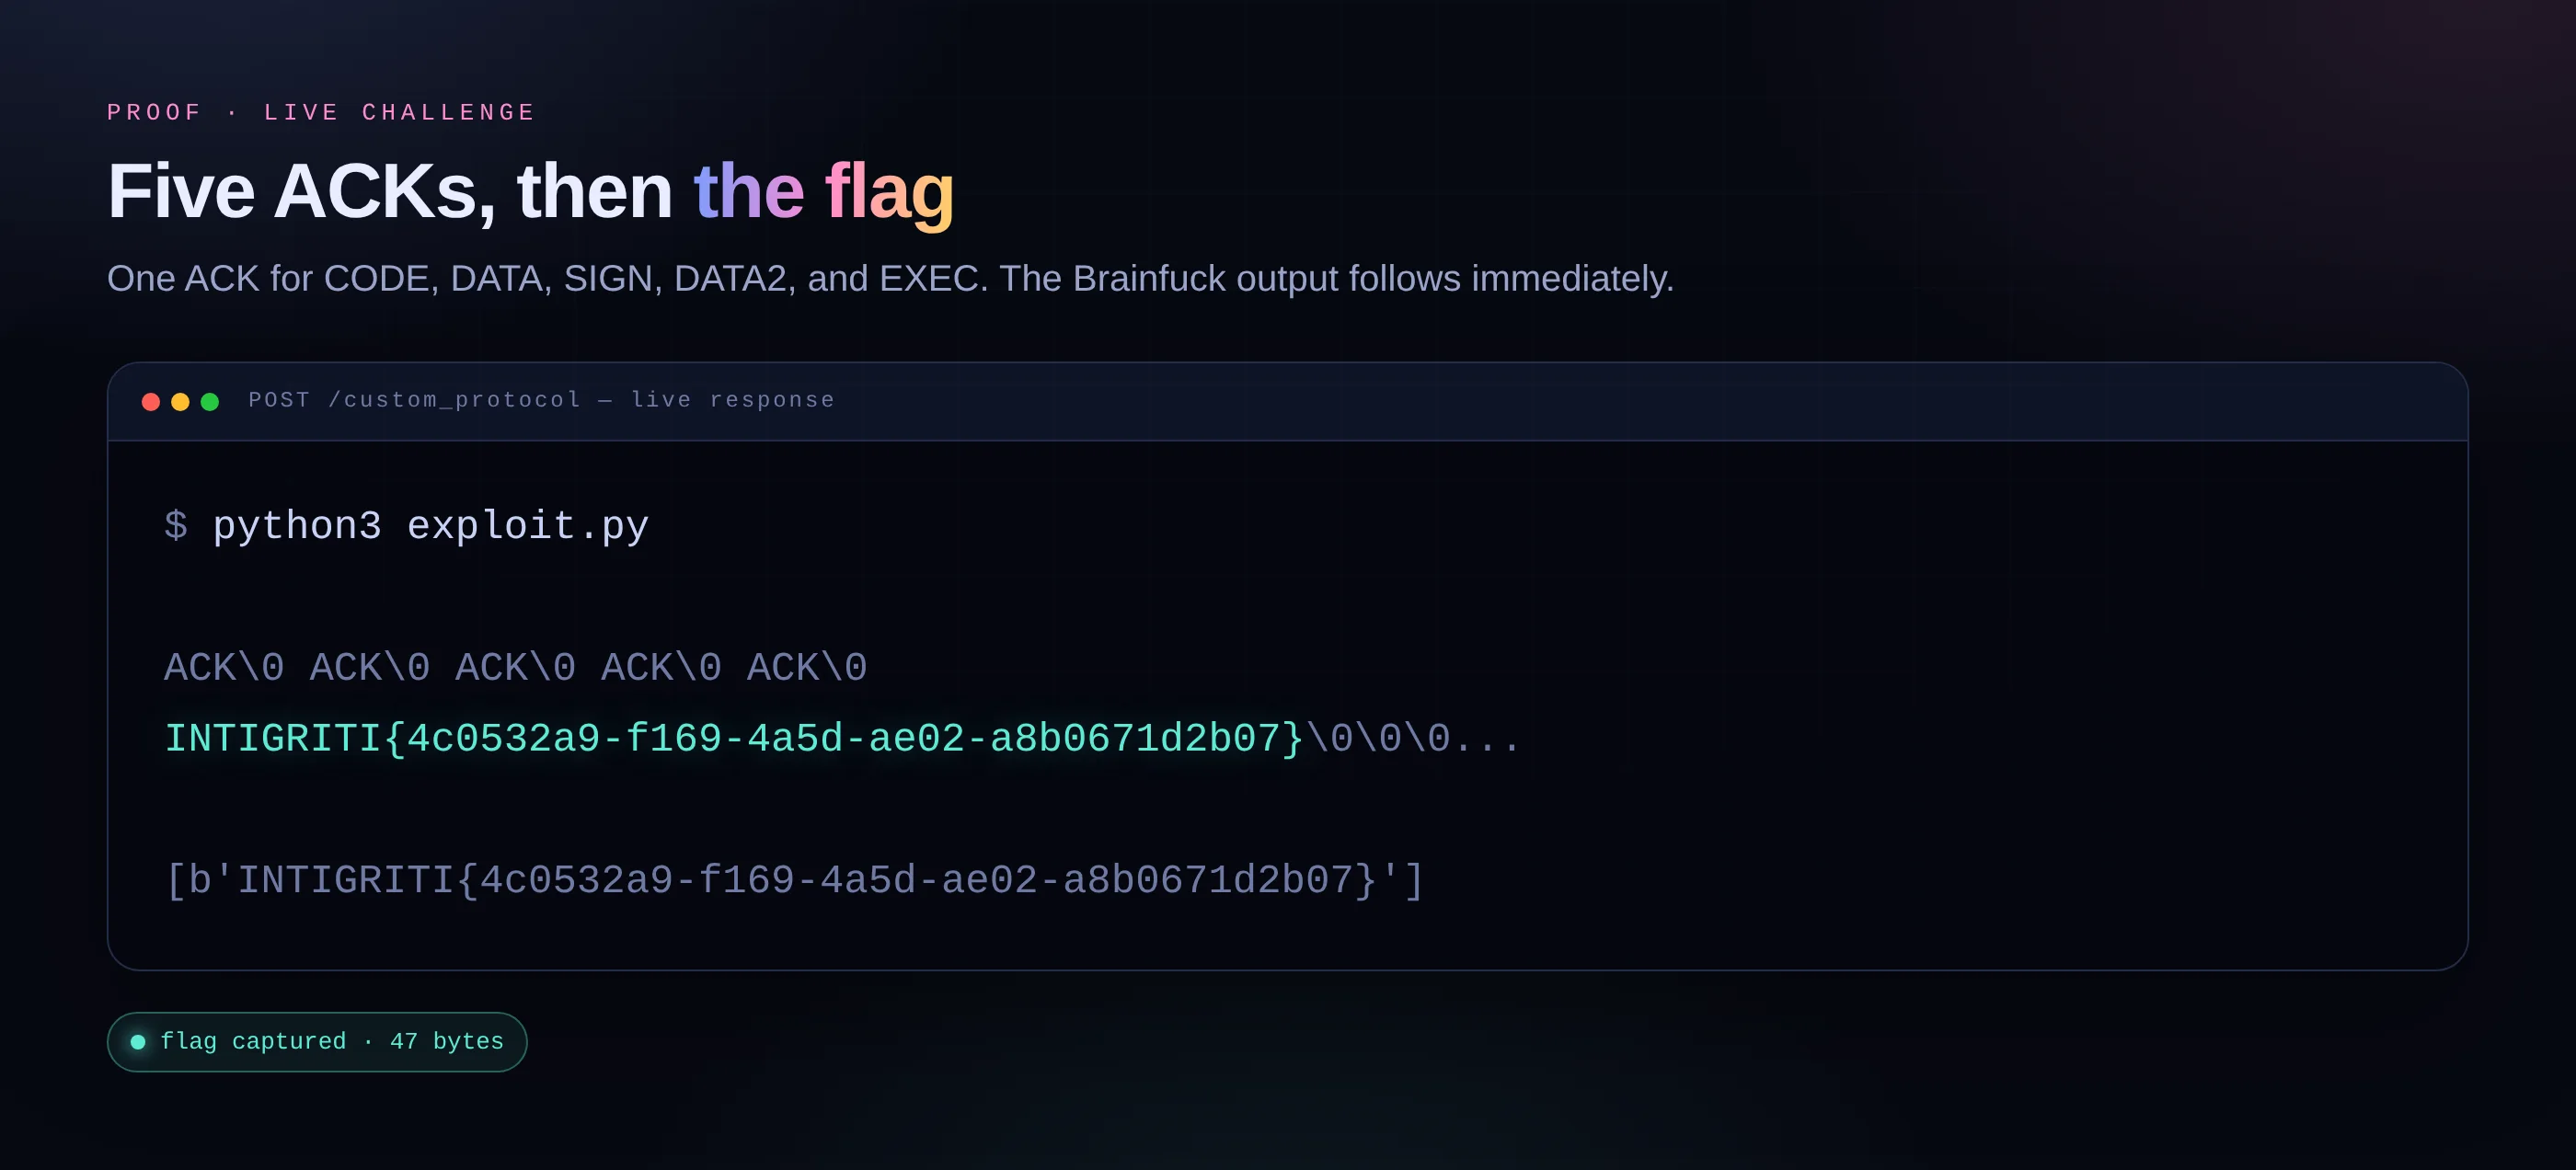 PROOF · LIVE CHALLENGE
Five ACKs, then the flag
One ACK for CODE, DATA, SIGN, DATA2, and EXEC. The Brainfuck output follows immediately.
POST /custom_protocol — live response
$ python3 exploit.py
ACK\0 ACK\0 ACK\0 ACK\0 ACK\0
INTIGRITI{4c0532a9-f169-4a5d-ae02-a8b0671d2b07}\0\0\0...
[b'INTIGRITI{4c0532a9-f169-4a5d-ae02-a8b0671d2b07}']
flag captured · 47 bytes